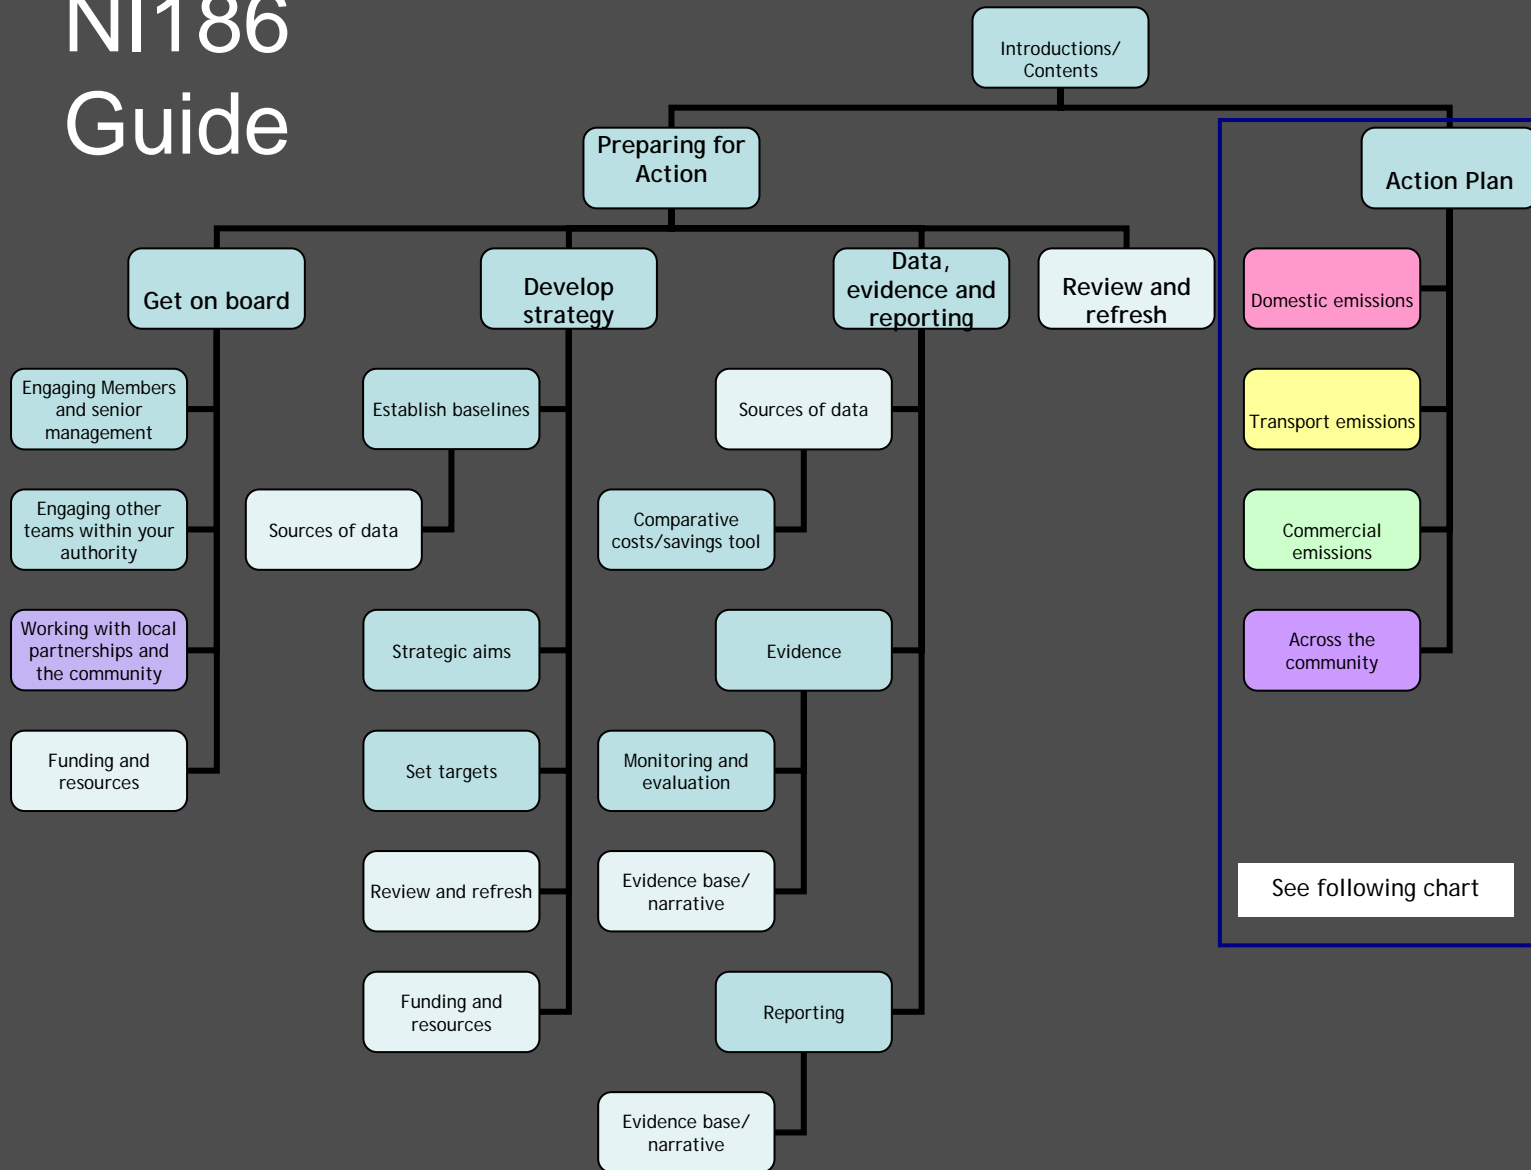 NI186
Guide
Introductions/
Contents
Preparing for
Action
Action Plan
Get on board
Develop
strategy
Data,
evidence and
reporting
Review and
refresh
Domestic emissions
Engaging Members
and senior
management
Establish baselines
Sources of data
Transport emissions
Engaging other
teams within your
authority
Sources of data
Comparative
costs/savings tool
Commercial
emissions
Working with local
partnerships and
the community
Strategic aims
Evidence
Across the
community
Funding and
resources
Set targets
Monitoring and
evaluation
Review and refresh
Evidence base/
narrative
See following chart
Funding and
resources
Reporting
Evidence base/
narrative